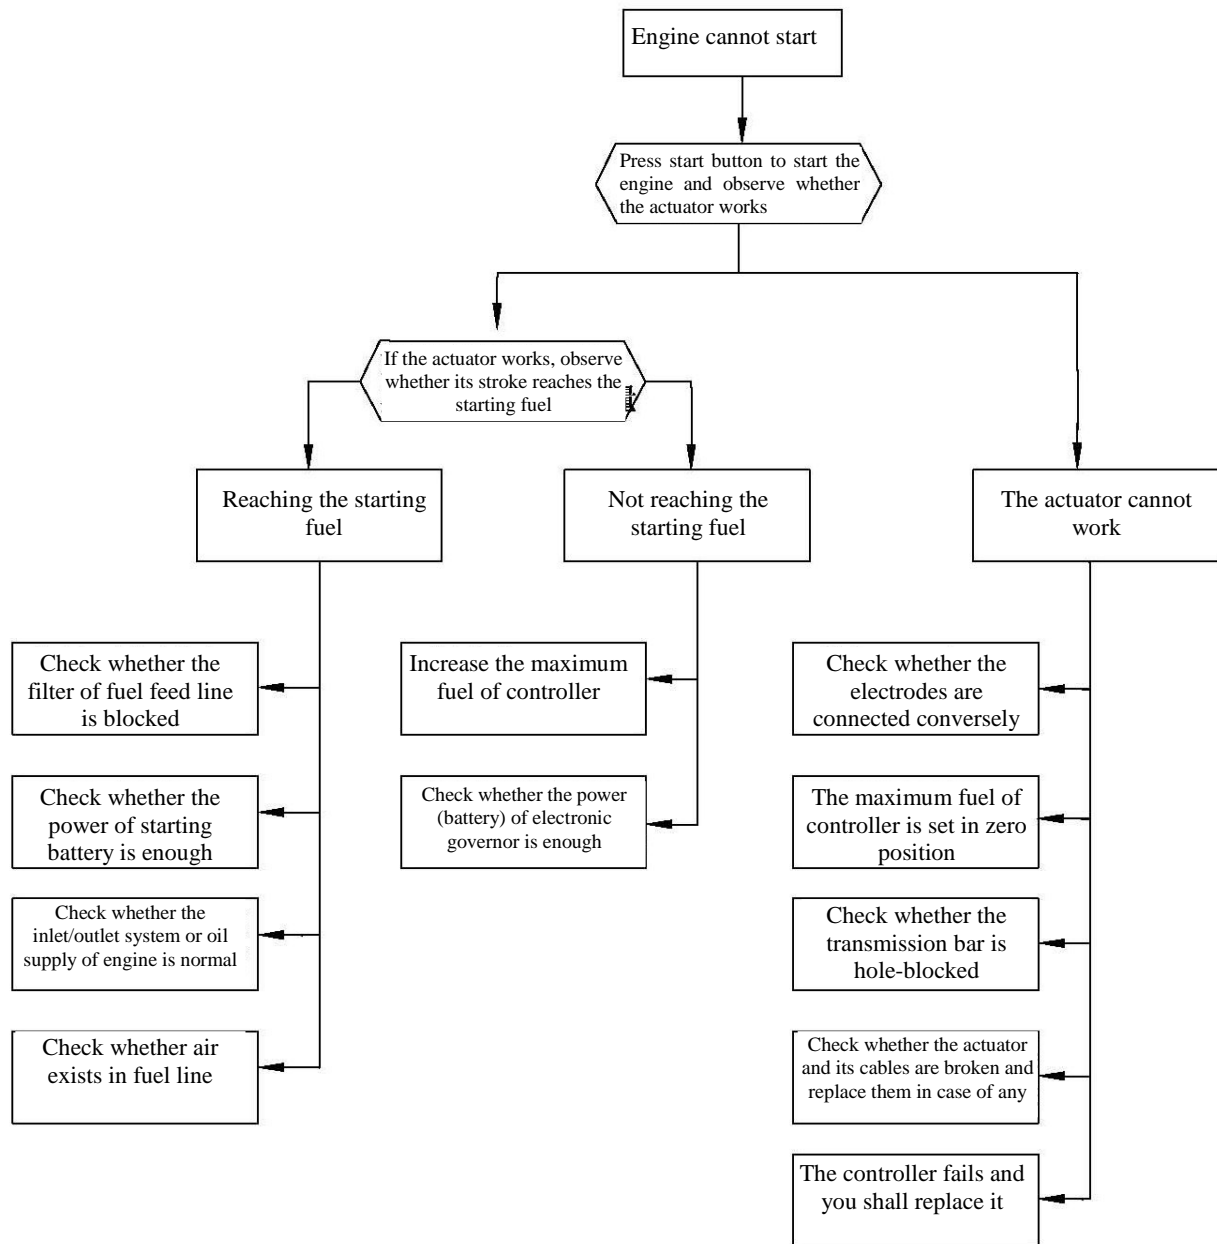 Engine cannot start
Press start button to start the
engine and observe whether
the actuator works
If the actuator works, observe
whether its stroke reaches the
starting fuel
Reaching the starting
fuel
Not reaching the
starting fuel
The actuator cannot
work
Check whether the
filter of fuel feed line
is blocked
Check whether the
power of starting
battery is enough
Check whether the
inlet/outlet system or oil
supply of engine is normal
Check whether air
exists in fuel line
Increase the maximum
fuel of controller
Check whether the power
(battery) of electronic
governor is enough
Check whether the
electrodes are
connected conversely
The maximum fuel of
controller is set in zero
position
Check whether the
transmission bar is
hole-blocked
Check whether the actuator
and its cables are broken and
replace them in case of any
The controller fails and
you shall replace it